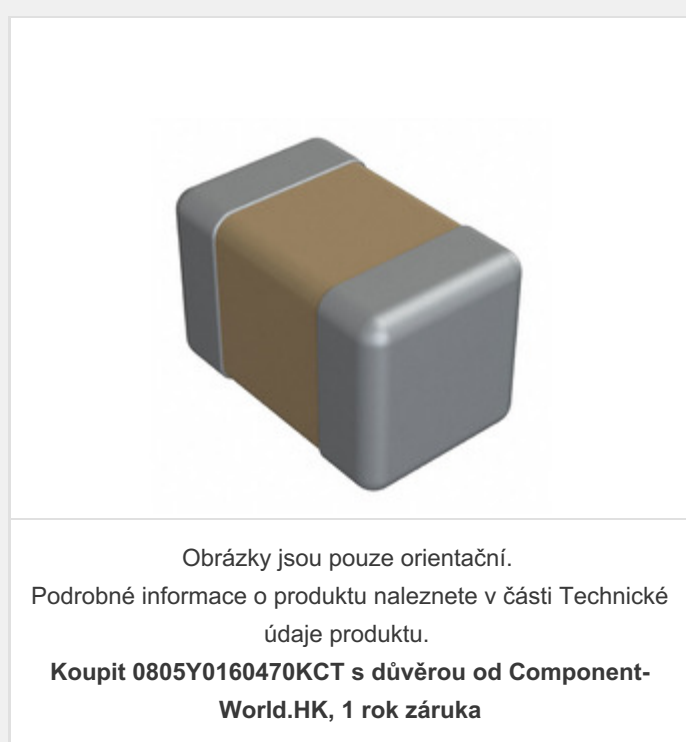 Obrázky jsou pouze orientační.
Podrobné informace o produktu naleznete v části Technické
údaje produktu.
Koupit 0805Y0160470KCT s důvěrou od Component-
World.HK, 1 rok záruka